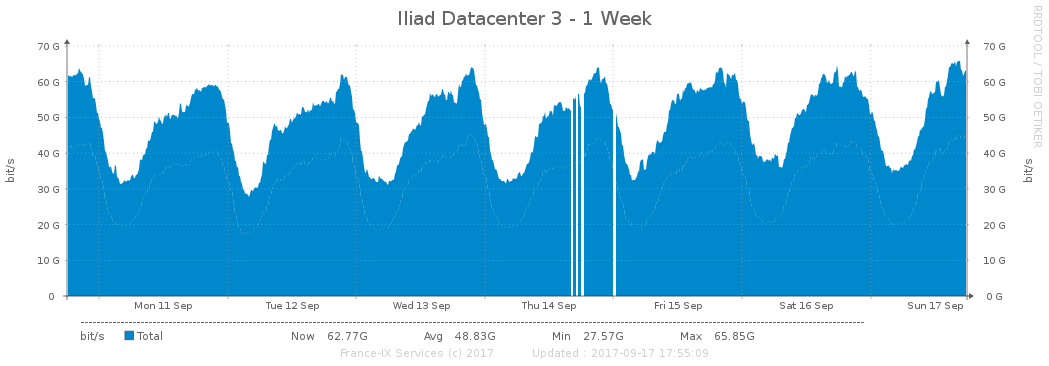 Iliad Datacenter 3 - 1 Week
RRDTOOL / TOBI OETIKER
bit/s
bit/s
70 G 70 G
60 G 60 G
50 G 50 G
40 G 40 G
30 G 30 G
20 G 20 G
10 G 10 G
0 0 G
Mon 11 Sep Tue 12 Sep Wed 13 Sep Thu 14 Sep Fri 15 Sep Sat 16 Sep Sun 17 Sep
bit/s Total Now 62.77G Avg 48.83G Min 27.57G Max 65.85G
France-IX Services (c) 2017 Updated : 2017-09-17 17:55:09